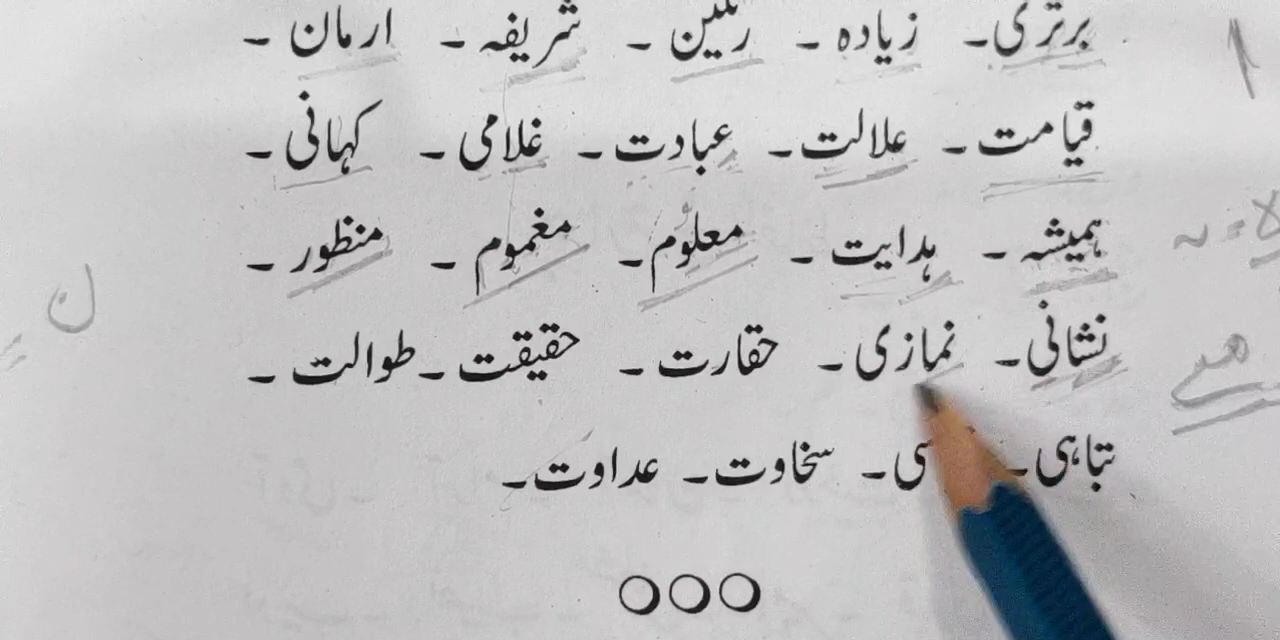 برتری۔ زیادہ ۔ رنگین ۔ شریفہ ۔ ارمان ۔
قیامت ۔ علالت ۔ عبادت ۔ غلامی ۔ کہانی ۔
ہمیشہ ۔ ہدایت ۔ معلوم ۔ مغموم ۔ منظور ۔
نشانی ۔ نمازی ۔ حقارت ۔ حقیقت ۔ طوالت ۔
تباہی ۔ سخاوت ۔ عداوت ۔